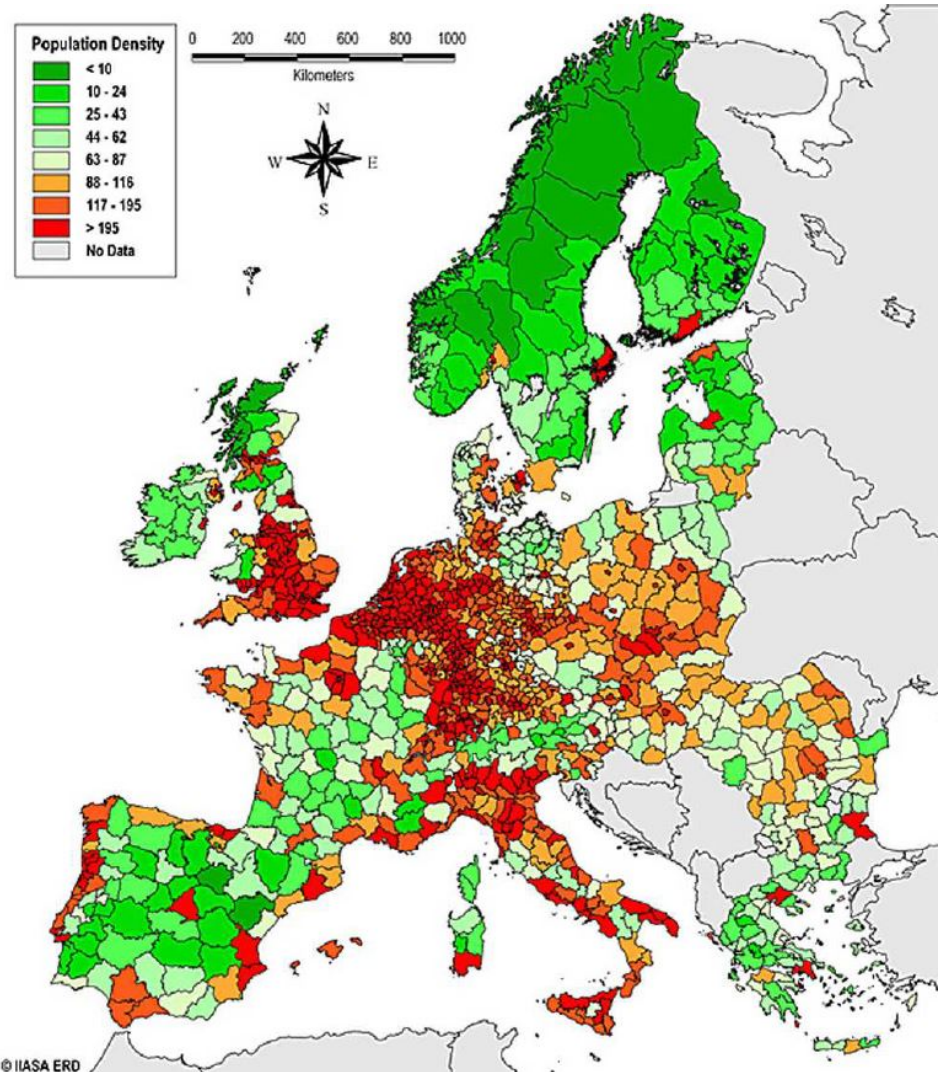 Population Density
< 10
10 - 24
25 - 43
44 - 62
63 - 87
88 - 116
117 - 195
> 195
No Data
0 200 400 600 800 1000
Kilometers
N
W E
S
© IIASA ERD